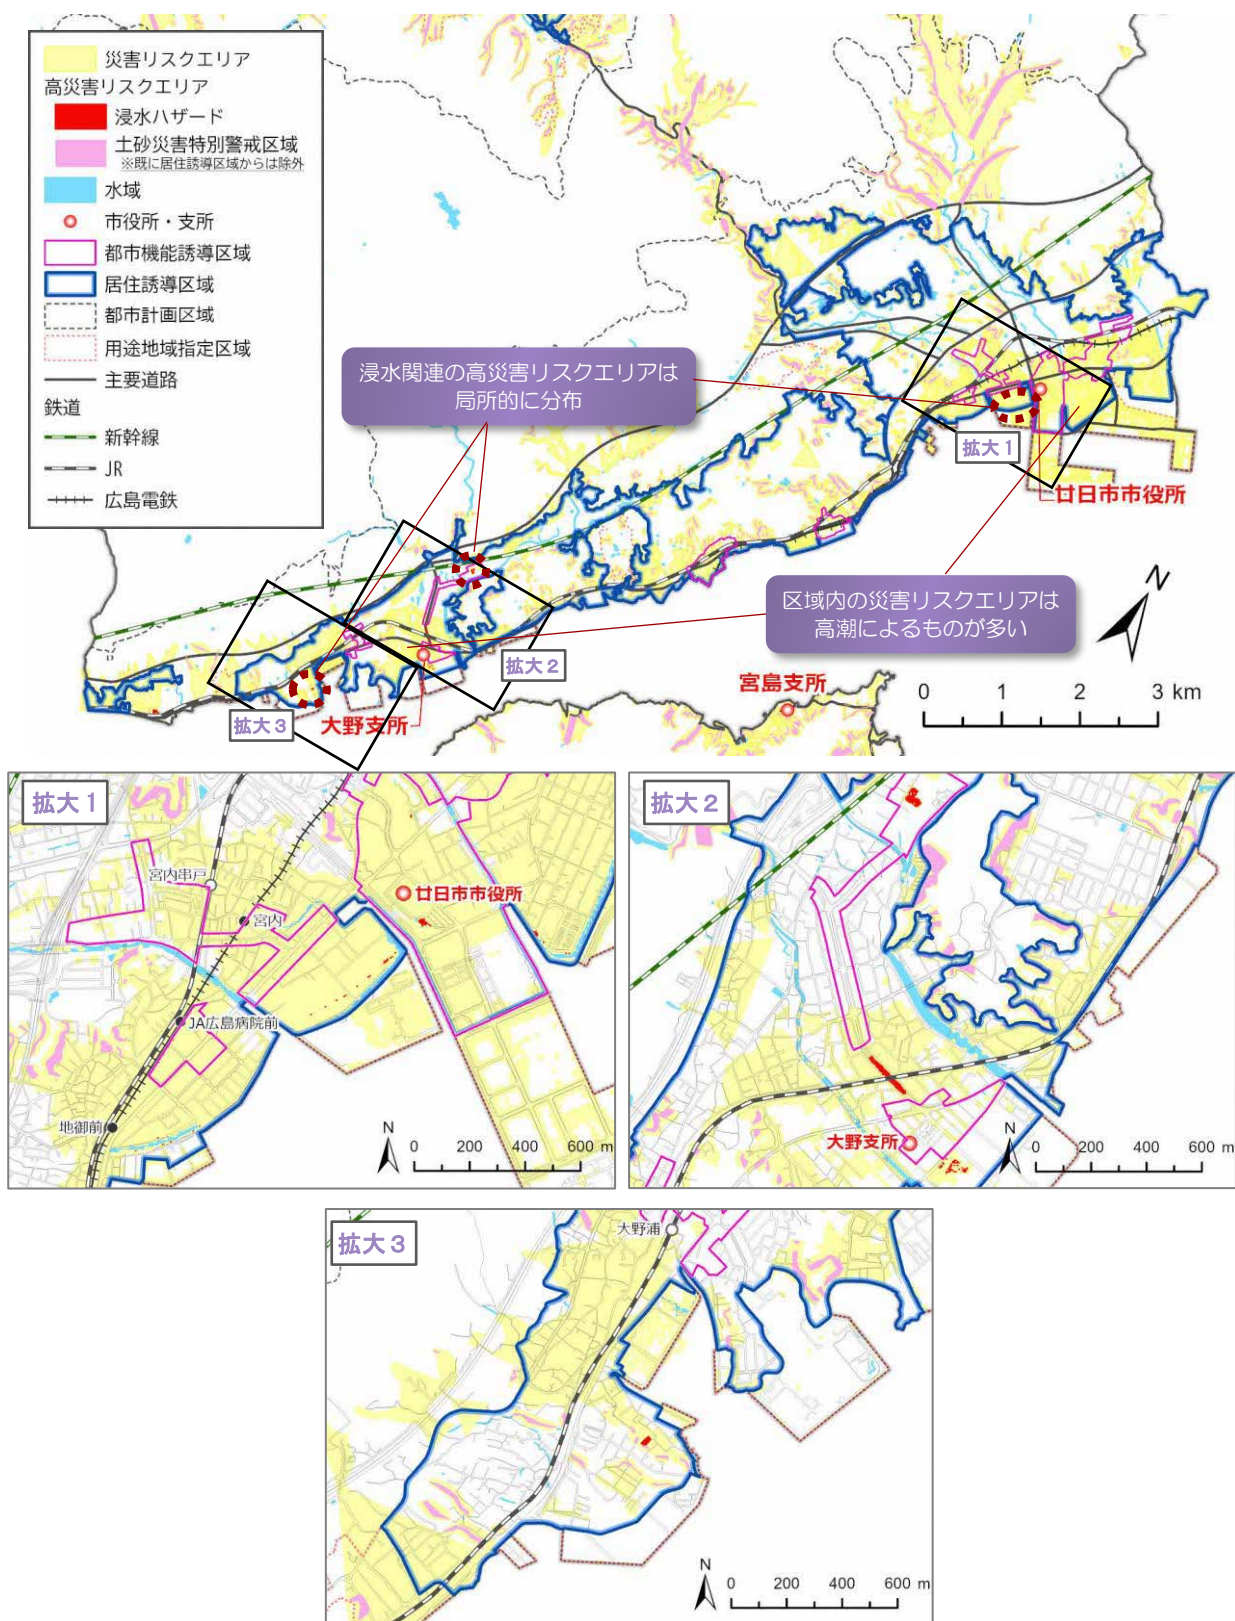 災害リスクエリア
高災害リスクエリア
浸水ハザード
土砂災害特別警戒区域
※既に居住誘導区域からは除外
水域
市役所・支所
都市機能誘導区域
居住誘導区域
都市計画区域
用途地域指定区域
主要道路
鉄道
新幹線
JR
広島電鉄
浸水関連の高災害リスクエリアは
局所的に分布
拡大1
廿日市市役所
区域内の災害リスクエリアは
高潮によるものが多い
N
拡大2
宮島支所
拡大3
大野支所
0 1 2 3 km
拡大1
宮内串戸
廿日市市役所
宮内
JA広島病院前
地御前
N
0 200 400 600 m
拡大2
大野支所
N
0 200 400 600 m
拡大3
大野浦
N
0 200 400 600 m